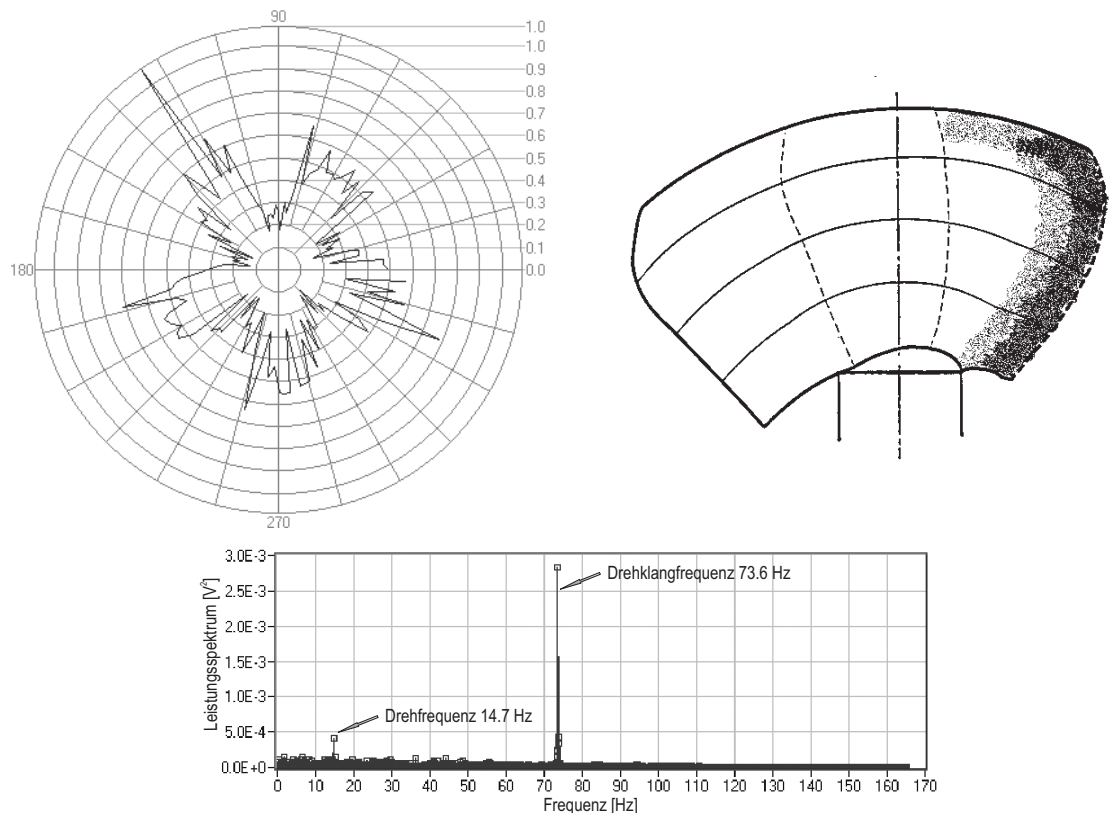 90
1.0
1.0
0.9
0.8
0.7
0.6
0.5
0.4
0.3
0.2
0.1
180
0.0
270
3.0E-3
2.5E-3
2.0E-3
1.5E-3
1.0E-3
5.0E-4
0.0E+0
Leistungsspektrum [V²]
Drehklangfrequenz 73.6 Hz
Drehfrequenz 14.7 Hz
0 10 20 30 40 50 60 70 80 90 100 110 120 130 140 150 160 170
Frequenz [Hz]